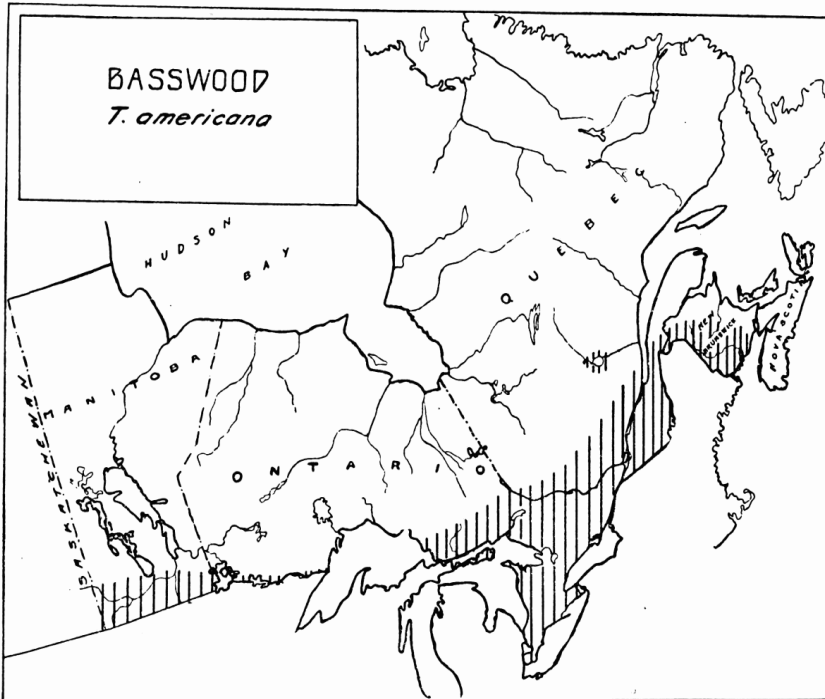 BASSWOOD
T. americana
HUDSON
BAY
QUEBEC
NEW
BRUNSWICK
NOVA SCOTIA
MANITOBA
SASKATCHEWAN
ONTARIO